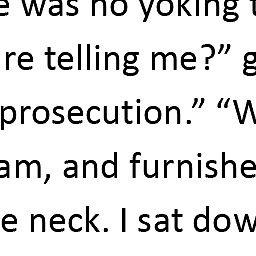 e was no yoking t
re telling me?” g
prosecution.” “W
am, and furnishe
e neck. I sat dow